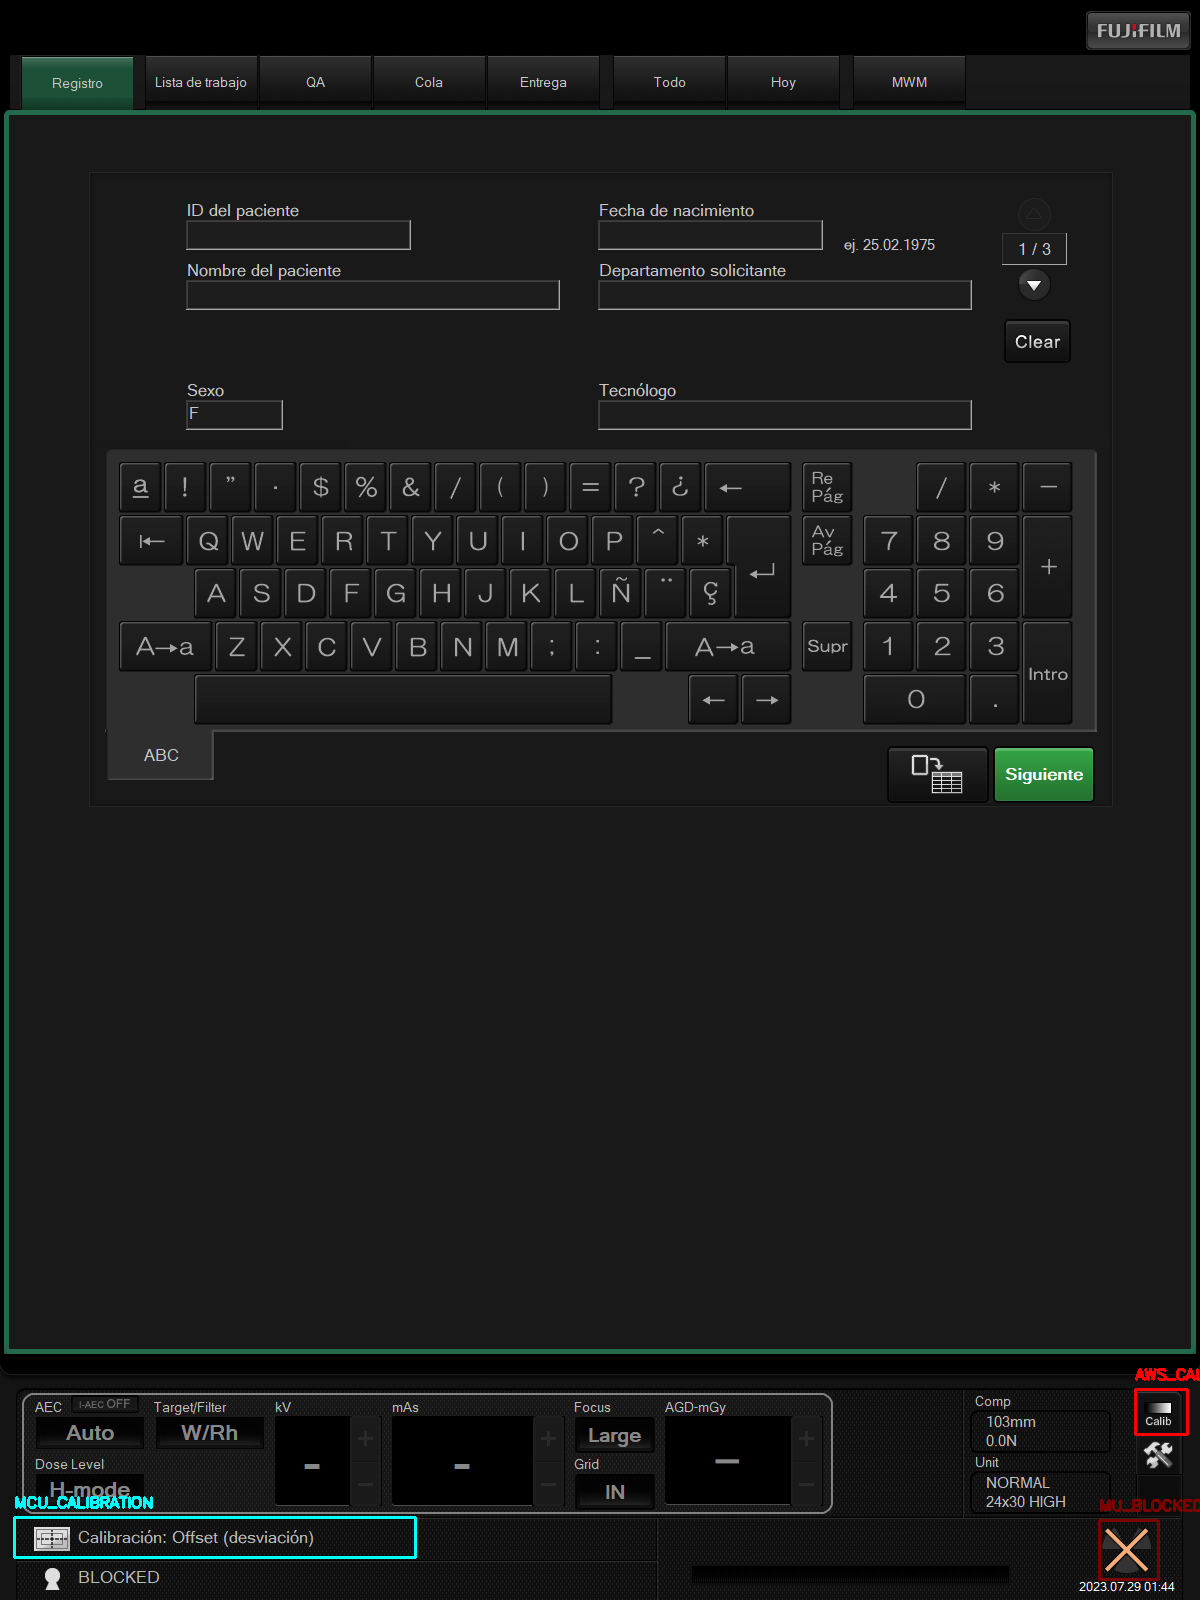 FUJIFILM
Registro
Lista de trabajo
QA
Cola
Entrega
Todo
Hoy
MWM
ID del paciente
Fecha de nacimiento
ej. 25.02.1975
1 / 3
Nombre del paciente
Departamento solicitante
Clear
Sexo
F
Tecnólogo
a ! ” · $ % & / ( ) = ? ¿ ← Re Pág / * −
⇤ Q W E R T Y U I O P ^ * Av Pág 7 8 9 +
A S D F G H J K L Ñ ¨ Ç ↵ 4 5 6
A→a Z X C V B N M ; : _ A→a Supr 1 2 3 Intro
← → 0 .
ABC
Siguiente
AWS_CAL
AEC I-AEC OFF Target/Filter kV mAs Focus AGD-mGy Comp
Auto W/Rh Large 103mm
0.0N
Calib
Dose Level Grid Unit
H-mode − − IN − NORMAL
24x30 HIGH
MCU_CALIBRATION
MU_BLOCKED
Calibración: Offset (desviación)
BLOCKED
2023.07.29 01:44